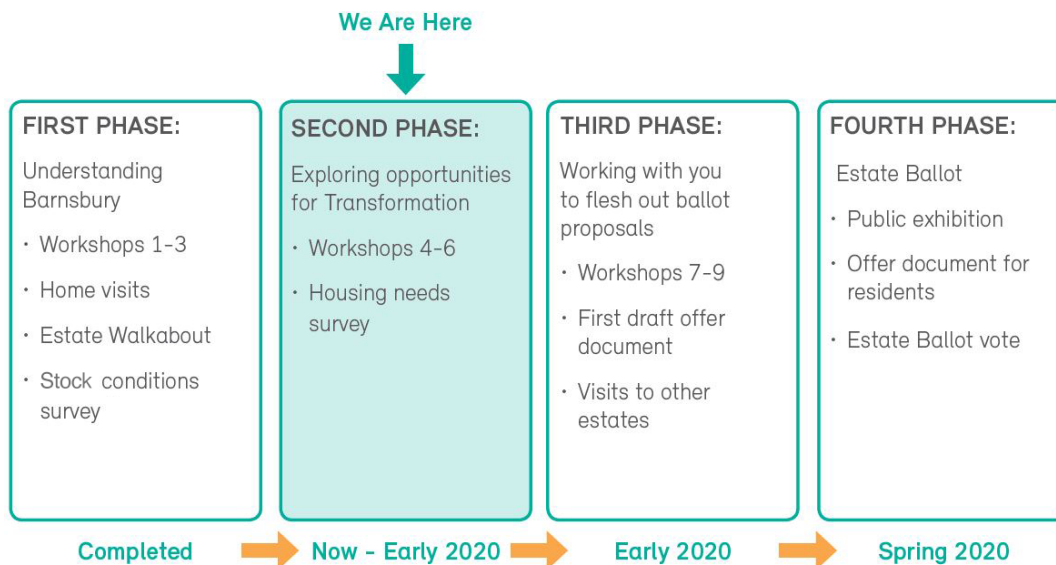 We Are Here
FIRST PHASE:
Understanding
Barnsbury
· Workshops 1-3
· Home visits
· Estate Walkabout
· Stock conditions
survey
SECOND PHASE:
Exploring opportunities
for Transformation
· Workshops 4-6
· Housing needs
survey
THIRD PHASE:
Working with you
to flesh out ballot
proposals
· Workshops 7-9
· First draft offer
document
· Visits to other
estates
FOURTH PHASE:
Estate Ballot
· Public exhibition
· Offer document for
residents
· Estate Ballot vote
Completed
Now - Early 2020
Early 2020
Spring 2020